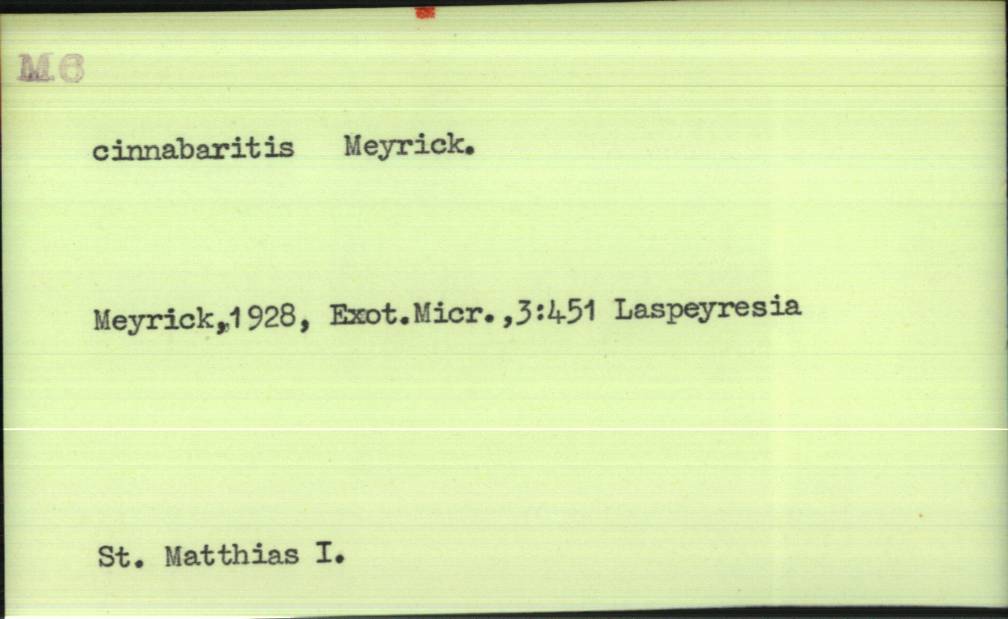 M6
cinnabaritis Meyrick.
Meyrick,,1928, Exot.Micr.,3:451 Laspeyresia
St. Matthias I.